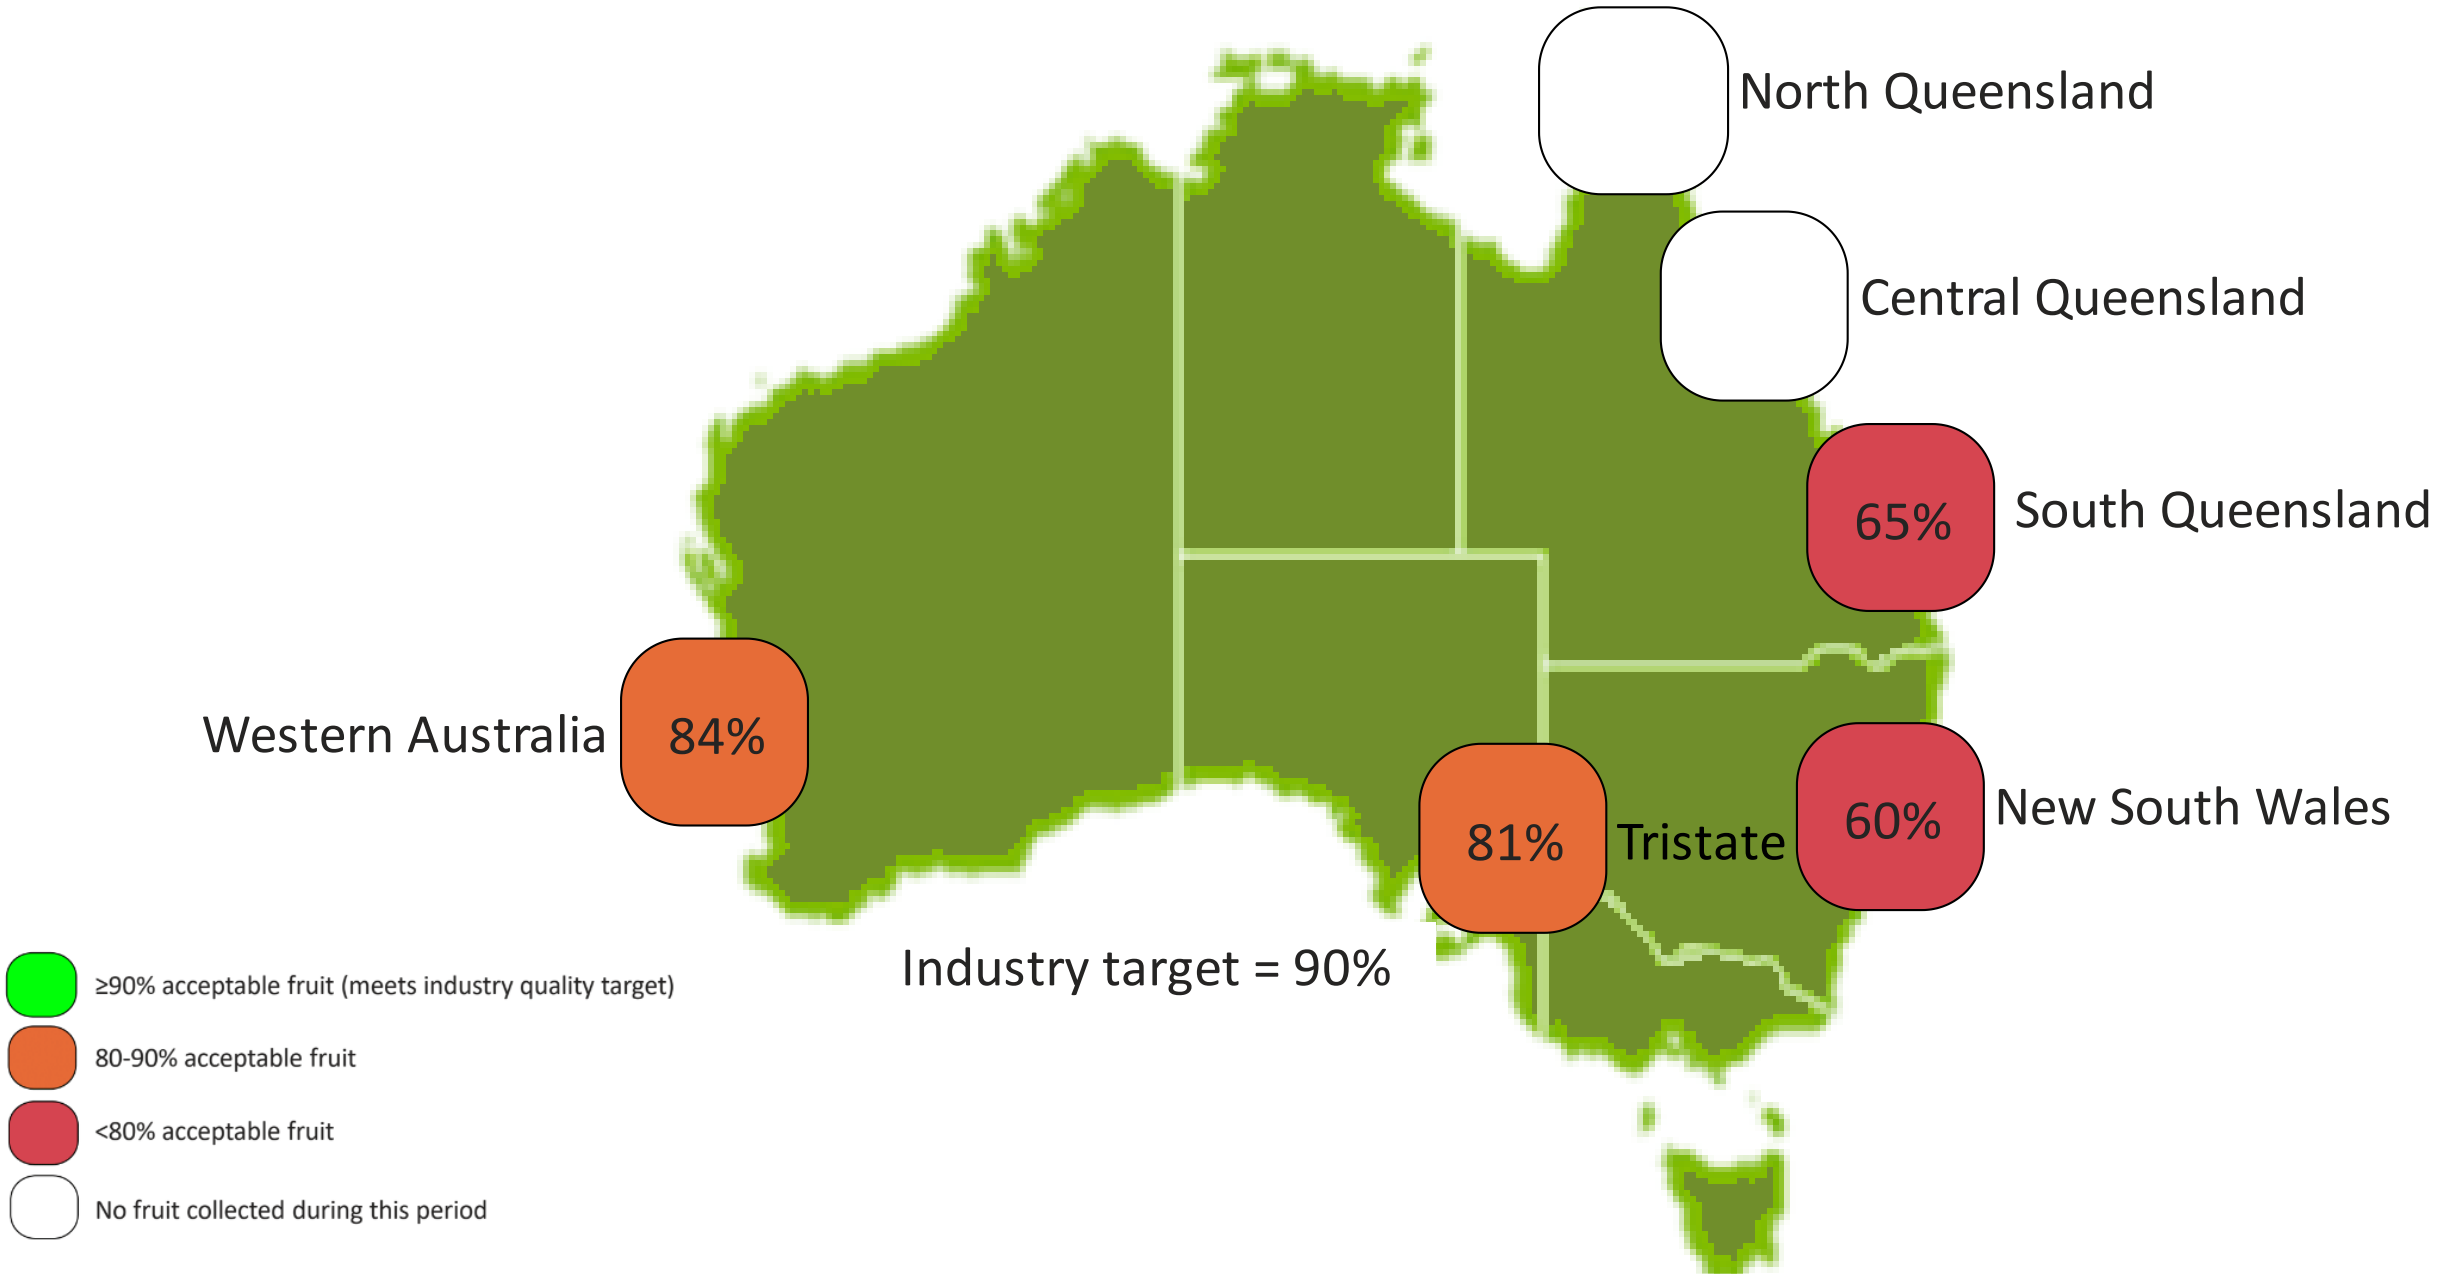 North Queensland
Central Queensland
65% South Queensland
Western Australia 84%
81% Tristate
60% New South Wales
Industry target = 90%
≥90% acceptable fruit (meets industry quality target)
80-90% acceptable fruit
<80% acceptable fruit
No fruit collected during this period